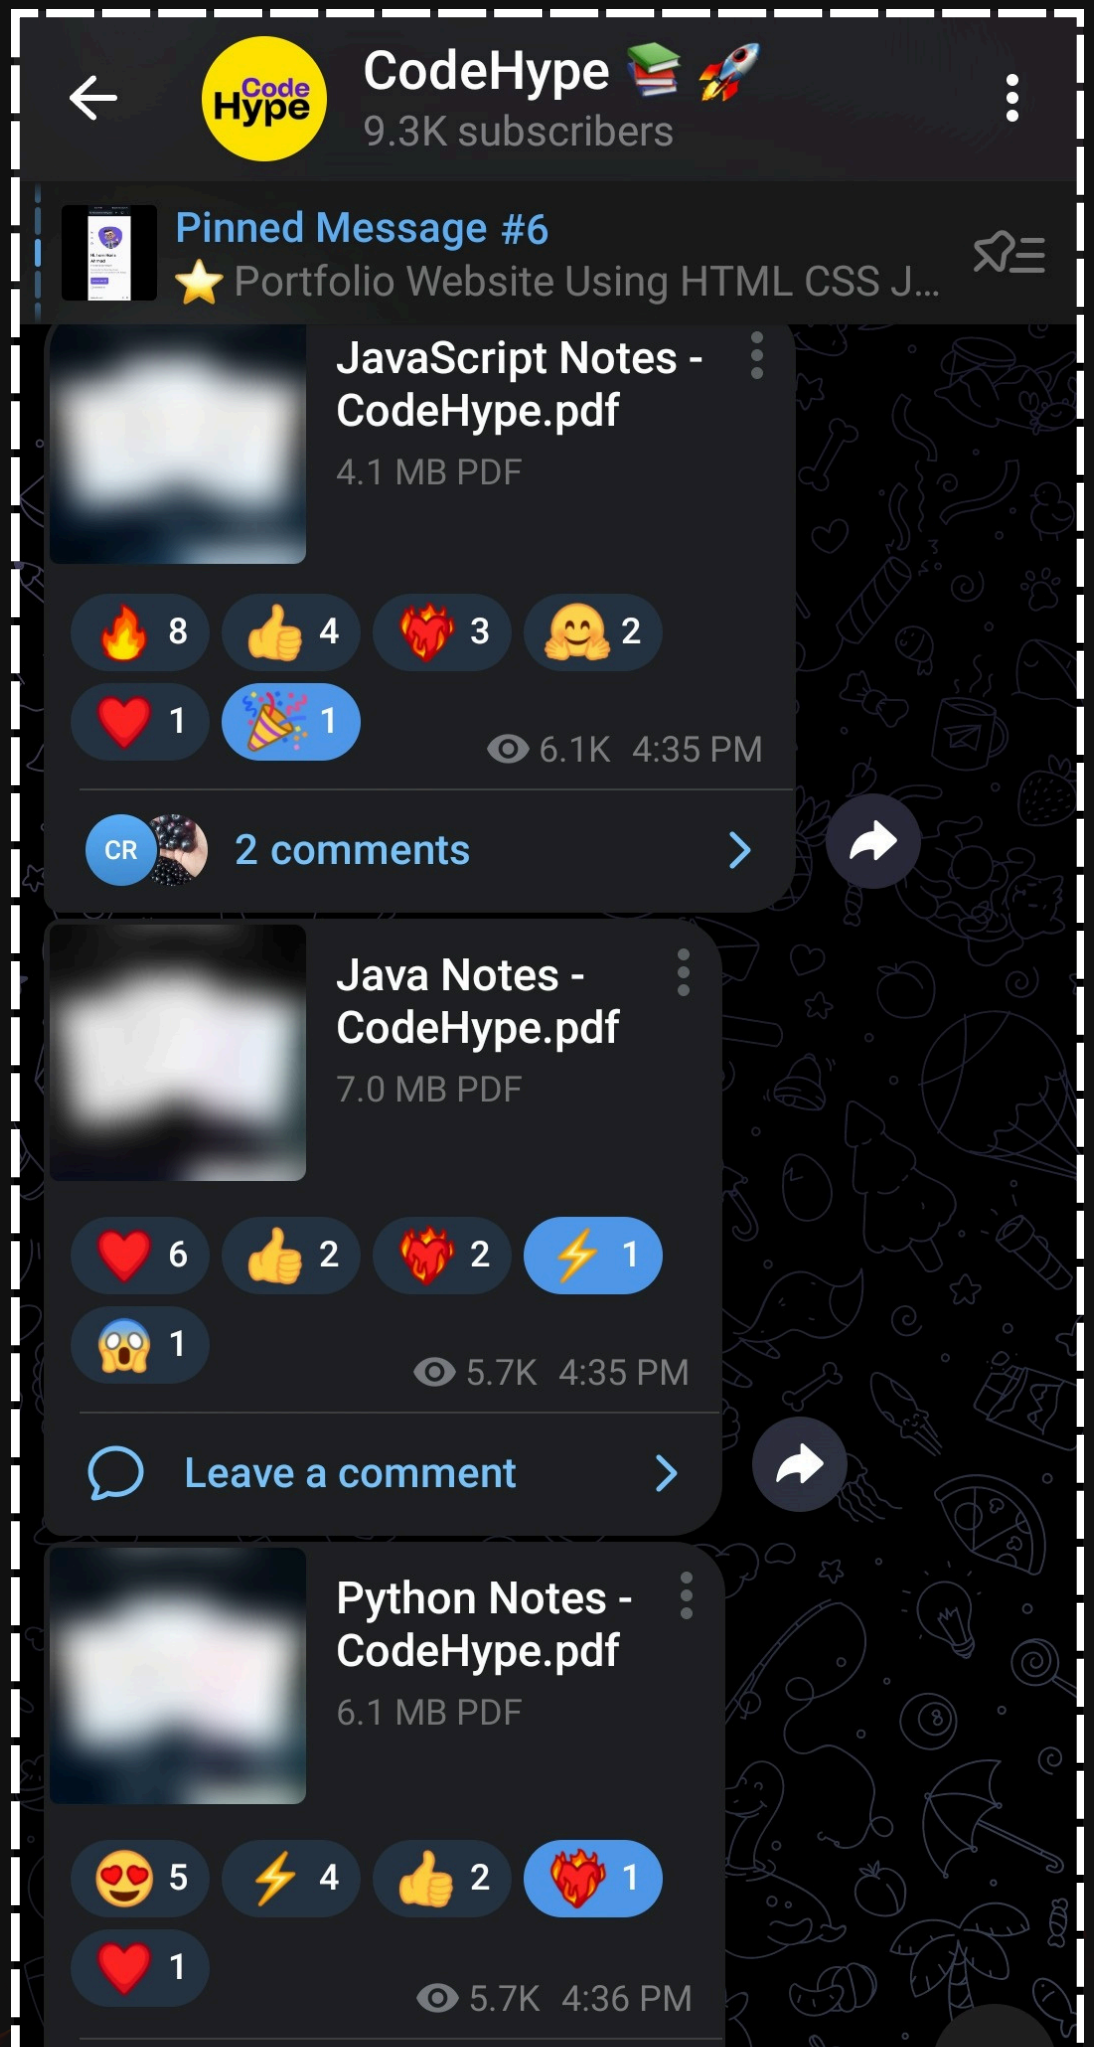 Code
Hype
CodeHype 📚 🚀
9.3K subscribers
Pinned Message #6
⭐ Portfolio Website Using HTML CSS J...
JavaScript Notes -
CodeHype.pdf
4.1 MB PDF
🔥 8 👍 4 ❤️‍🔥 3 🤗 2
❤️ 1 🎉 1
6.1K 4:35 PM
CR
2 comments
Java Notes -
CodeHype.pdf
7.0 MB PDF
❤️ 6 👍 2 ❤️‍🔥 2 ⚡ 1
😱 1
5.7K 4:35 PM
Leave a comment
Python Notes -
CodeHype.pdf
6.1 MB PDF
😍 5 ⚡ 4 👍 2 ❤️‍🔥 1
❤️ 1
5.7K 4:36 PM